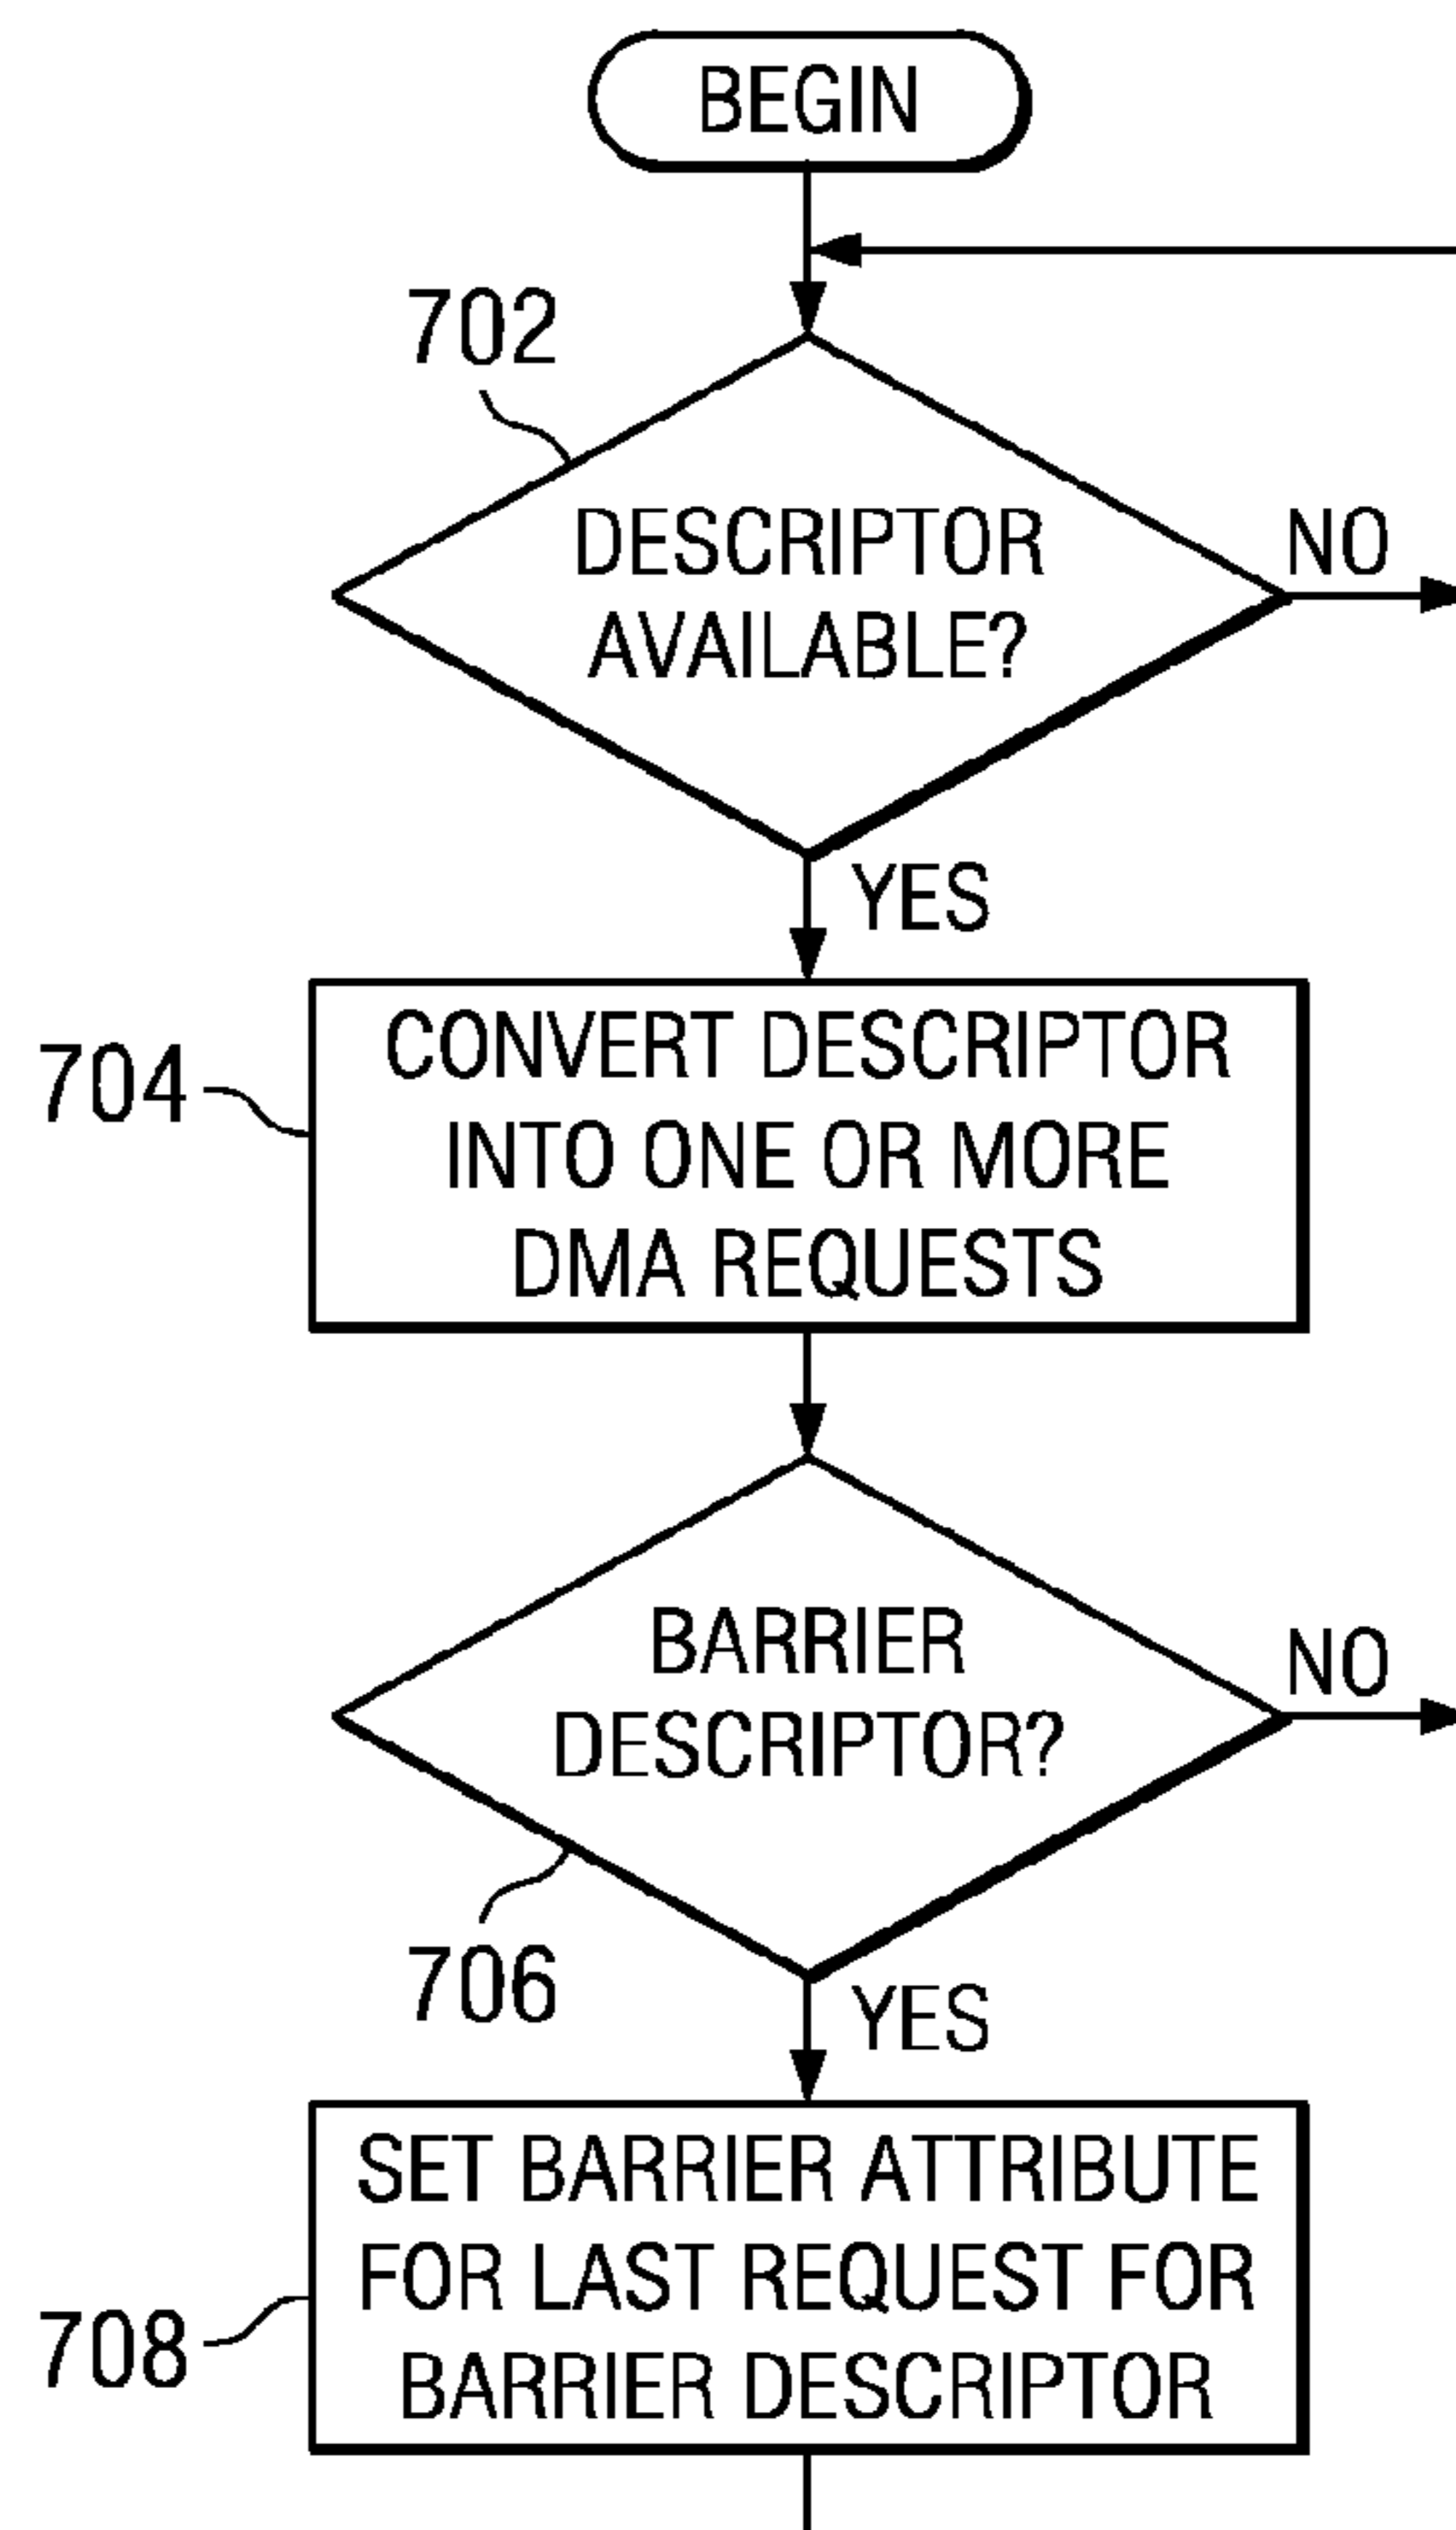 BEGIN
702
DESCRIPTOR
AVAILABLE?
NO
YES
704
CONVERT DESCRIPTOR
INTO ONE OR MORE
DMA REQUESTS
BARRIER
DESCRIPTOR?
NO
706
YES
708
SET BARRIER ATTRIBUTE
FOR LAST REQUEST FOR
BARRIER DESCRIPTOR